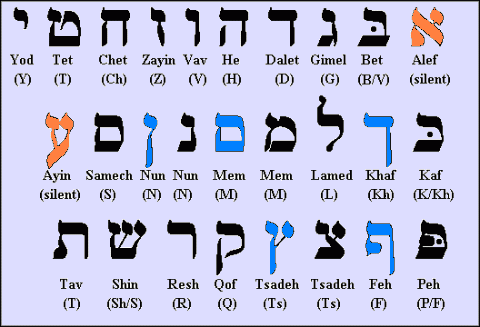 א בּ ג ד ה ו ז ח ט י
Yod Tet Chet Zayin Vav He Dalet Gimel Bet Alef
(Y) (T) (Ch) (Z) (V) (H) (D) (G) (B/V) (silent)
כּ ך ל מ ם נ ן ס ע
Ayin Samech Nun Nun Mem Mem Lamed Khaf Kaf
(silent) (S) (N) (N) (M) (M) (L) (Kh) (K/Kh)
פּ ף צ ץ ק ר ש ת
Tav Shin Resh Qof Tsadeh Tsadeh Feh Peh
(T) (Sh/S) (R) (Q) (Ts) (Ts) (F) (P/F)